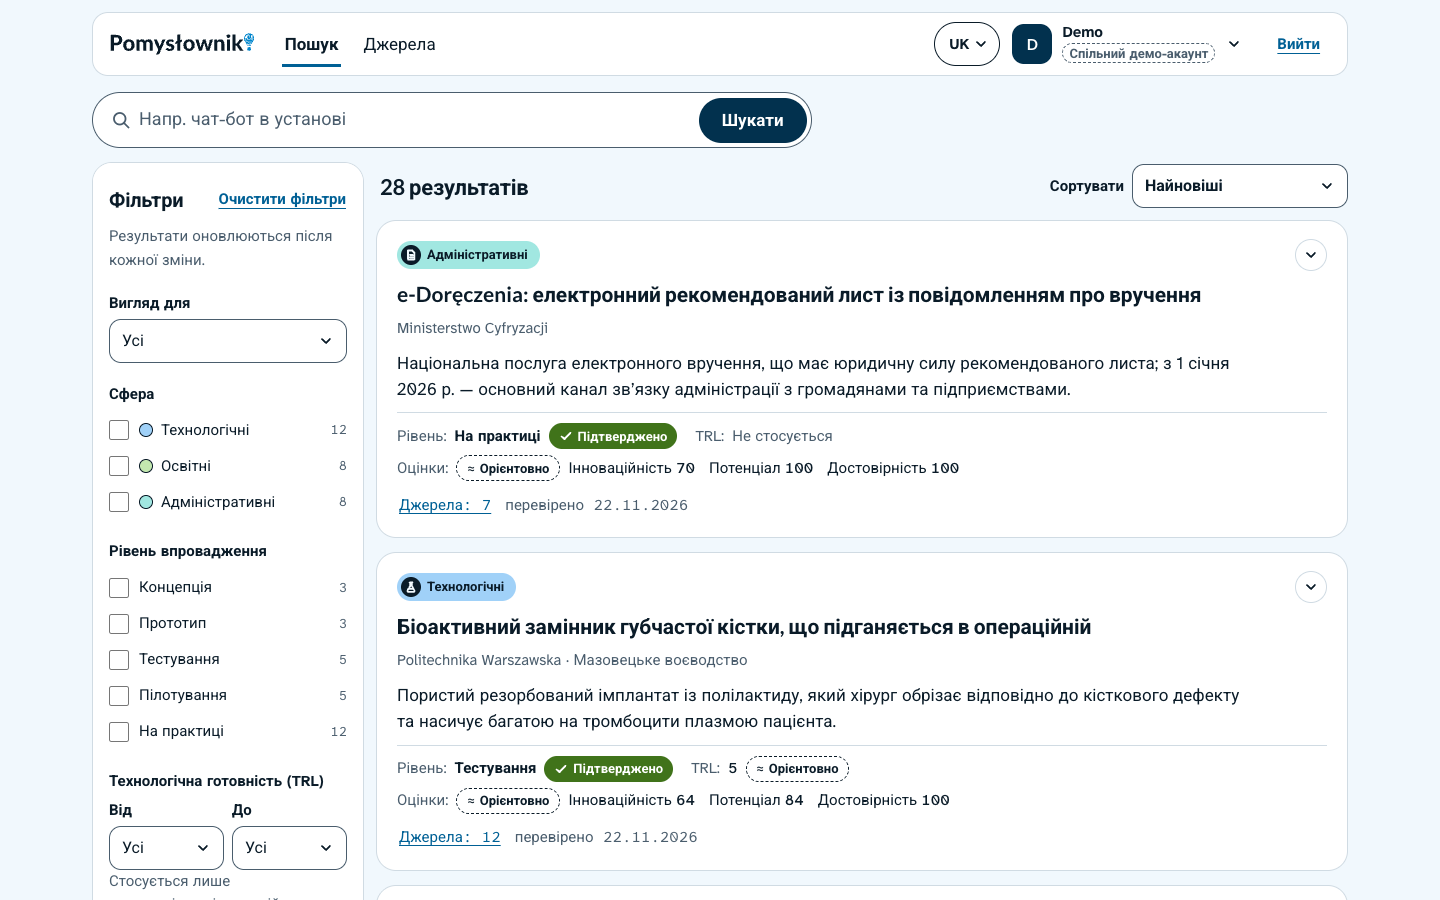 Pomysłownik
Пошук
Джерела
UK
D
Demo
Спільний демо-акаунт
Вийти
Напр. чат-бот в установі
Шукати
Фільтри
Очистити фільтри
Результати оновлюються після
кожної зміни.
Вигляд для
Усі
Сфера
Технологічні 12
Освітні 8
Адміністративні 8
Рівень впровадження
Концепція 3
Прототип 3
Тестування 5
Пілотування 5
На практиці 12
Технологічна готовність (TRL)
Від До
Усі Усі
Стосується лише
28 результатів
Сортувати Найновіші
Адміністративні
e-Doręczenia: електронний рекомендований лист із повідомленням про вручення
Ministerstwo Cyfryzacji
Національна послуга електронного вручення, що має юридичну силу рекомендованого листа; з 1 січня
2026 р. — основний канал зв’язку адміністрації з громадянами та підприємствами.
Рівень: На практиці Підтверджено TRL: Не стосується
Оцінки: ≈ Орієнтовно Інноваційність 70 Потенціал 100 Достовірність 100
Джерела: 7 перевірено 22.11.2026
Технологічні
Біоактивний замінник губчастої кістки, що підганяється в операційній
Politechnika Warszawska · Мазовецьке воєводство
Пористий резорбований імплантат із полілактиду, який хірург обрізає відповідно до кісткового дефекту
та насичує багатою на тромбоцити плазмою пацієнта.
Рівень: Тестування Підтверджено TRL: 5 ≈ Орієнтовно
Оцінки: ≈ Орієнтовно Інноваційність 64 Потенціал 84 Достовірність 100
Джерела: 12 перевірено 22.11.2026